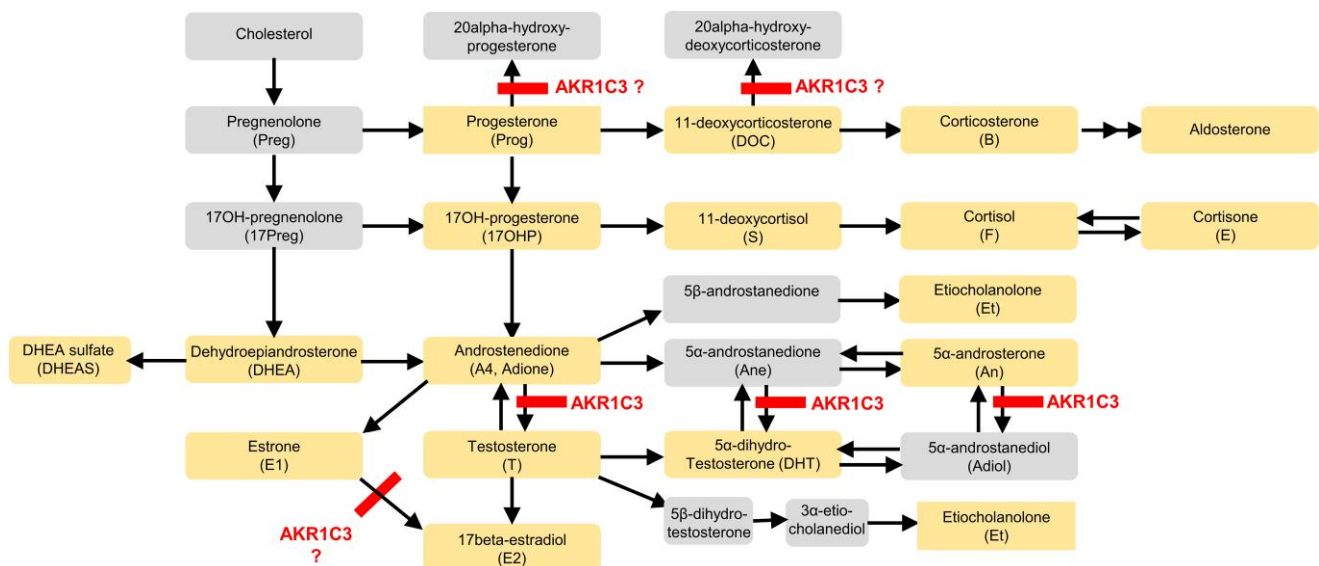 Cholesterol
20alpha-hydroxy-
progesterone
20alpha-hydroxy-
deoxycorticosterone
AKR1C3 ?
AKR1C3 ?
Pregnenolone
(Preg)
Progesterone
(Prog)
11-deoxycorticosterone
(DOC)
Corticosterone
(B)
Aldosterone
17OH-pregnenolone
(17Preg)
17OH-progesterone
(17OHP)
11-deoxycortisol
(S)
Cortisol
(F)
Cortisone
(E)
5β-androstanedione
Etiocholanolone
(Et)
DHEA sulfate
(DHEAS)
Dehydroepiandrosterone
(DHEA)
Androstenedione
(A4, Adione)
5α-androstanedione
(Ane)
5α-androsterone
(An)
AKR1C3
AKR1C3
AKR1C3
Estrone
(E1)
Testosterone
(T)
5α-dihydro-
Testosterone (DHT)
5α-androstanediol
(Adiol)
AKR1C3
?
17beta-estradiol
(E2)
5β-dihydro-
testosterone
3α-etio-
cholanediol
Etiocholanolone
(Et)